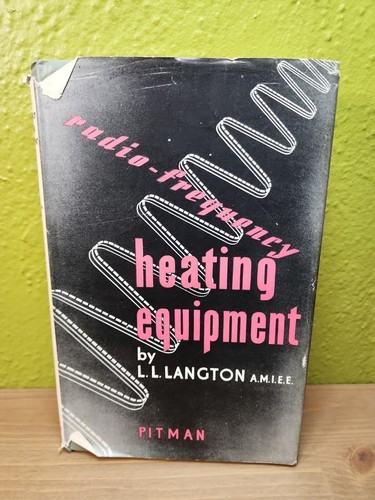 radio-frequency
heating
equipment
by
L.L.LANGTON A.M.I.E.E.
PITMAN